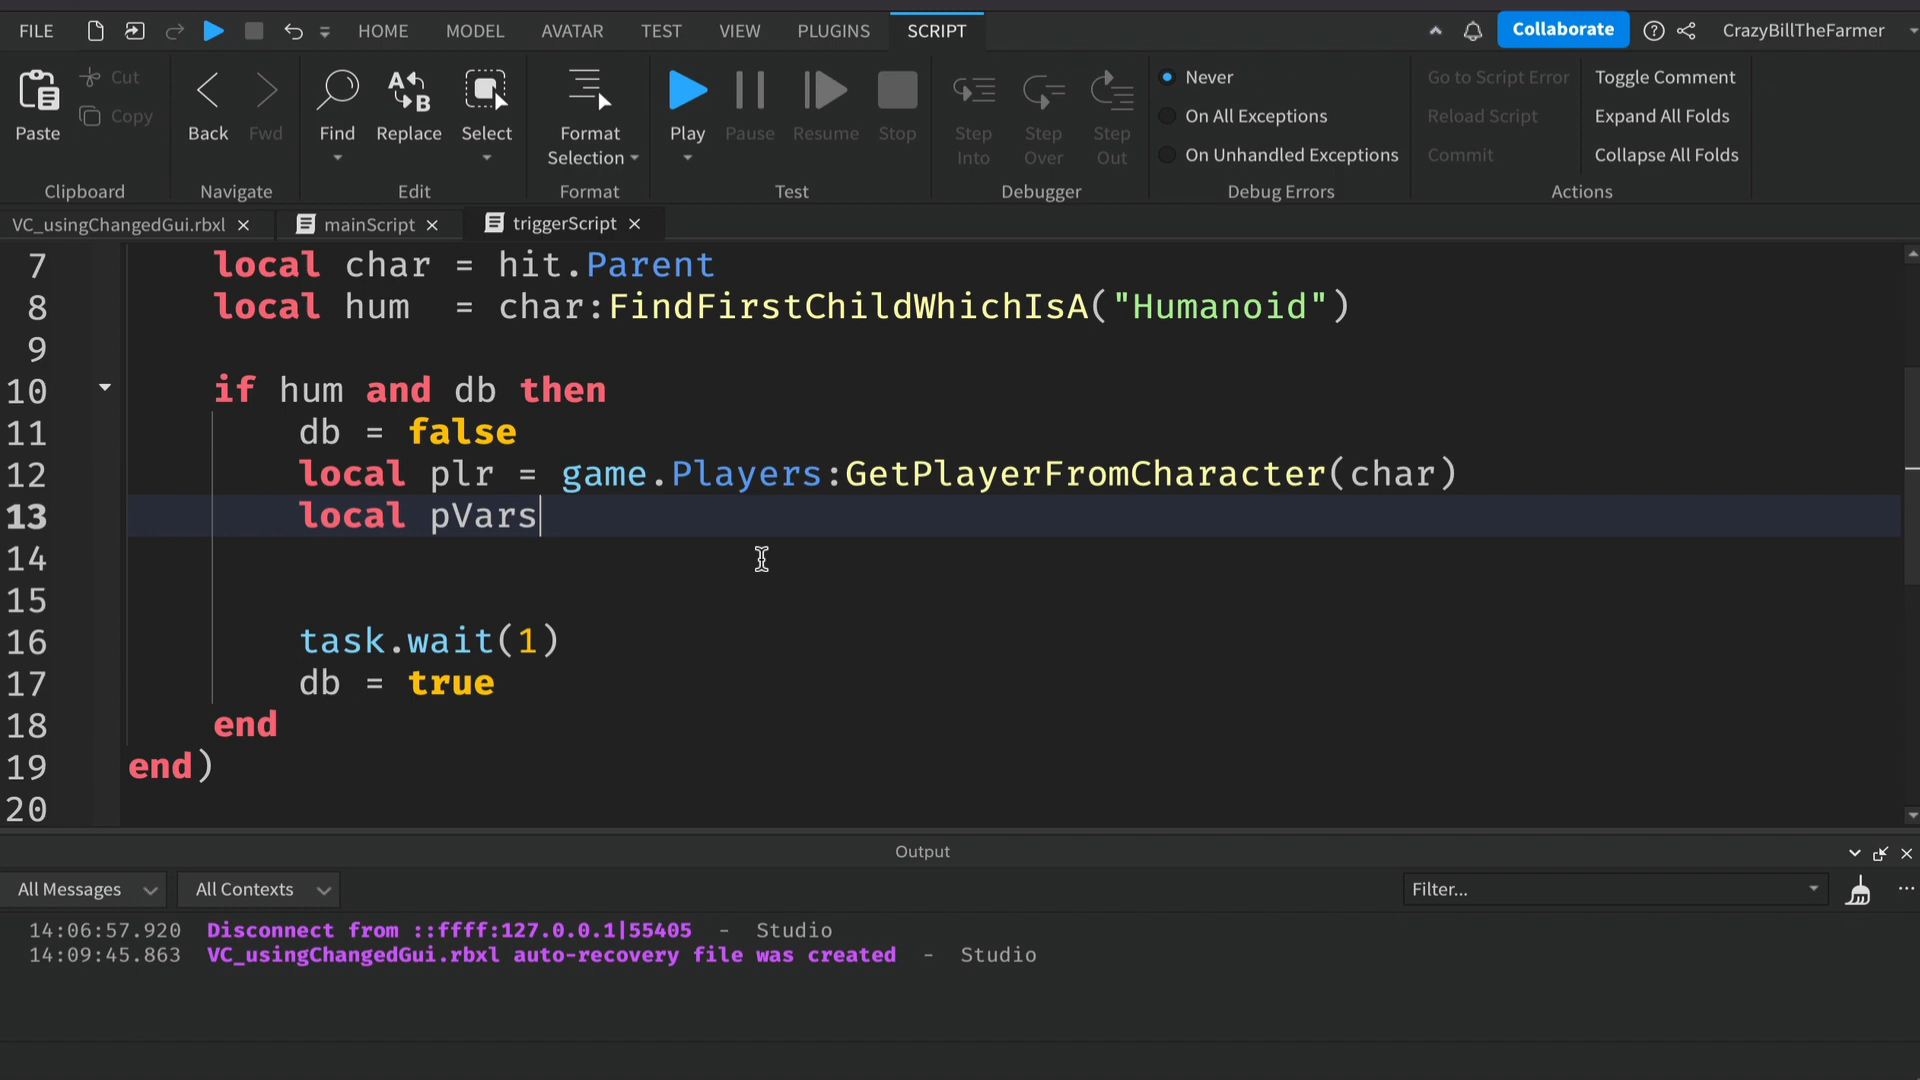 FILE HOME MODEL AVATAR TEST VIEW PLUGINS SCRIPT Collaborate CrazyBillTheFarmer
Paste Cut Copy Clipboard
Back Fwd Navigate
Find Replace Select Edit
Format Selection Format
Play Pause Resume Stop Test
Step Into Step Over Step Out Debugger
Never
On All Exceptions
On Unhandled Exceptions
Debug Errors
Go to Script Error Toggle Comment
Reload Script Expand All Folds
Commit Collapse All Folds
Actions
VC_usingChangedGui.rbxl mainScript triggerScript
7 local char = hit.Parent
8 local hum  = char:FindFirstChildWhichIsA("Humanoid")
9
10 if hum and db then
11 db = false
12 local plr = game.Players:GetPlayerFromCharacter(char)
13 local pVars
14
15
16 task.wait(1)
17 db = true
18 end
19 end)
20
Output
All Messages All Contexts Filter...
14:06:57.920 Disconnect from ::ffff:127.0.0.1|55405 - Studio
14:09:45.863 VC_usingChangedGui.rbxl auto-recovery file was created - Studio